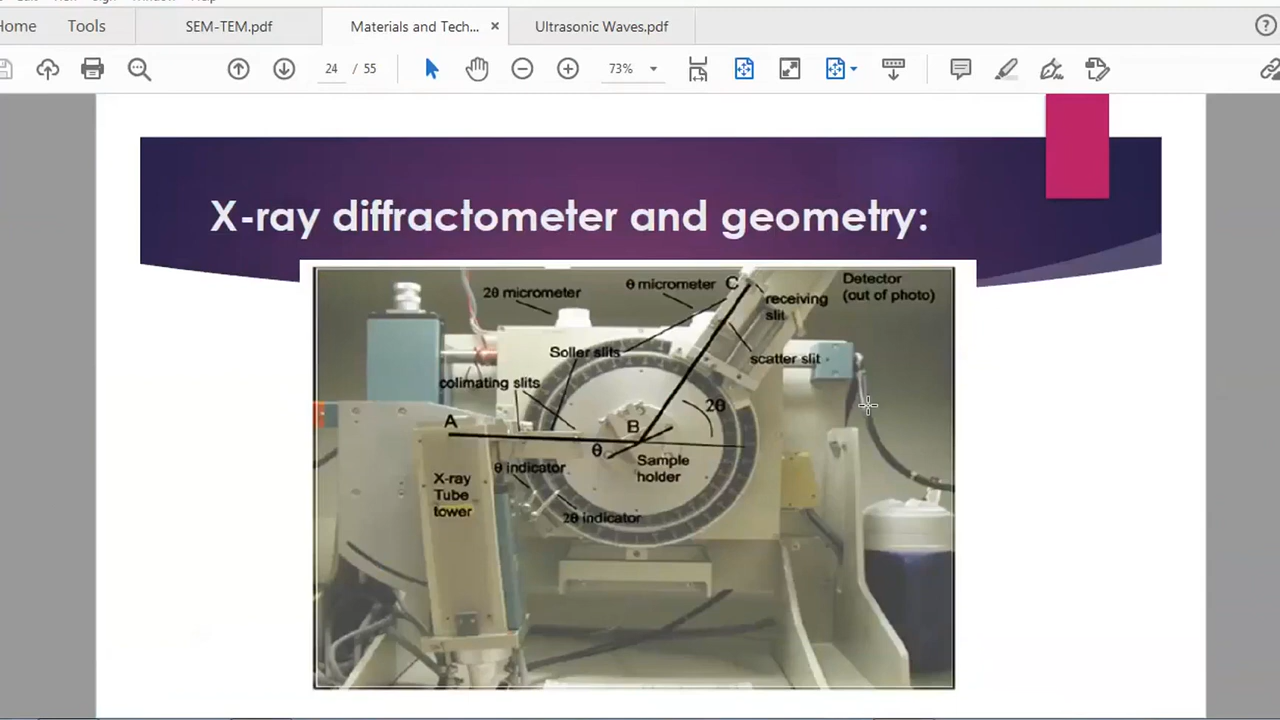 Home
Tools
SEM-TEM.pdf
Materials and Tech...
Ultrasonic Waves.pdf
24 / 55
73%
X-ray diffractometer and geometry:
2θ micrometer
θ micrometer
C
receiving
slit
Detector
(out of photo)
Soller slits
scatter slit
colimating slits
2θ
A
B
θ
Sample
holder
θ indicator
X-ray
Tube
tower
2θ indicator